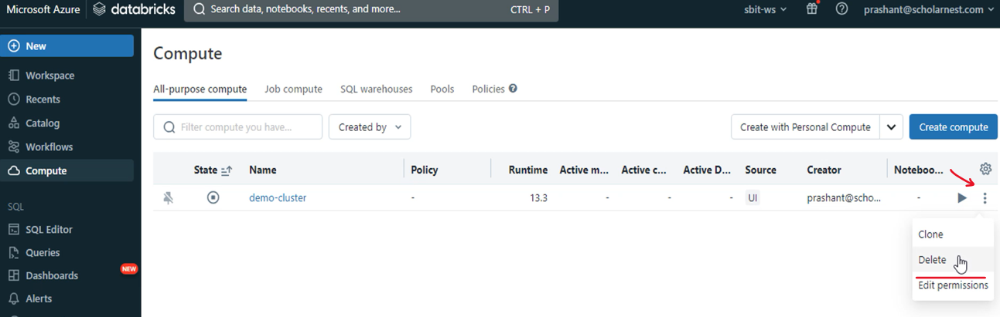 Microsoft Azure databricks Search data, notebooks, recents, and more... CTRL + P sbit-ws prashant@scholarnest.com
New
Workspace
Recents
Catalog
Workflows
Compute
SQL
SQL Editor
Queries
Dashboards NEW
Alerts
Compute
All-purpose compute Job compute SQL warehouses Pools Policies ?
Filter compute you have... Created by Create with Personal Compute Create compute
State Name Policy Runtime Active m... Active c... Active D... Source Creator Noteboo...
demo-cluster - 13.3 - - - UI prashant@scho... -
Clone
Delete
Edit permissions